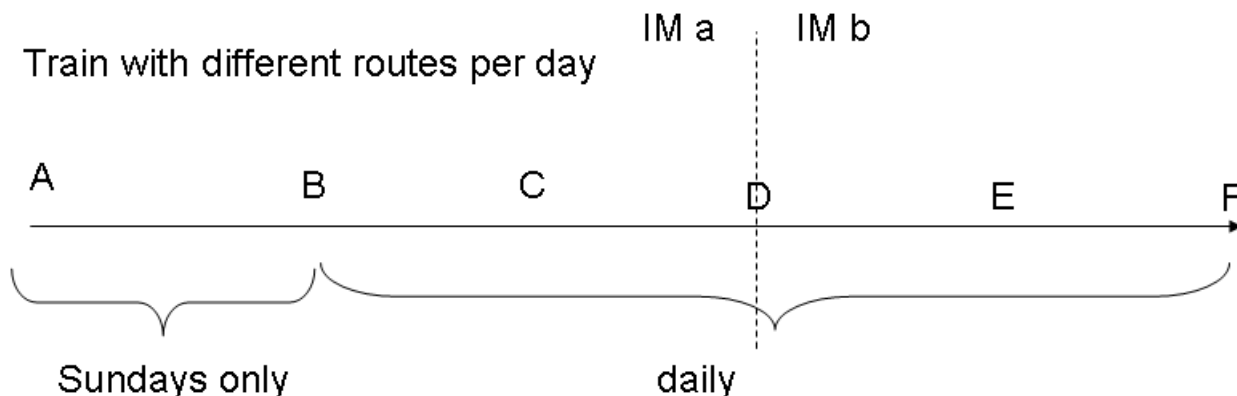 IM a IM b
Train with different routes per day
A B C D E F
Sundays only daily